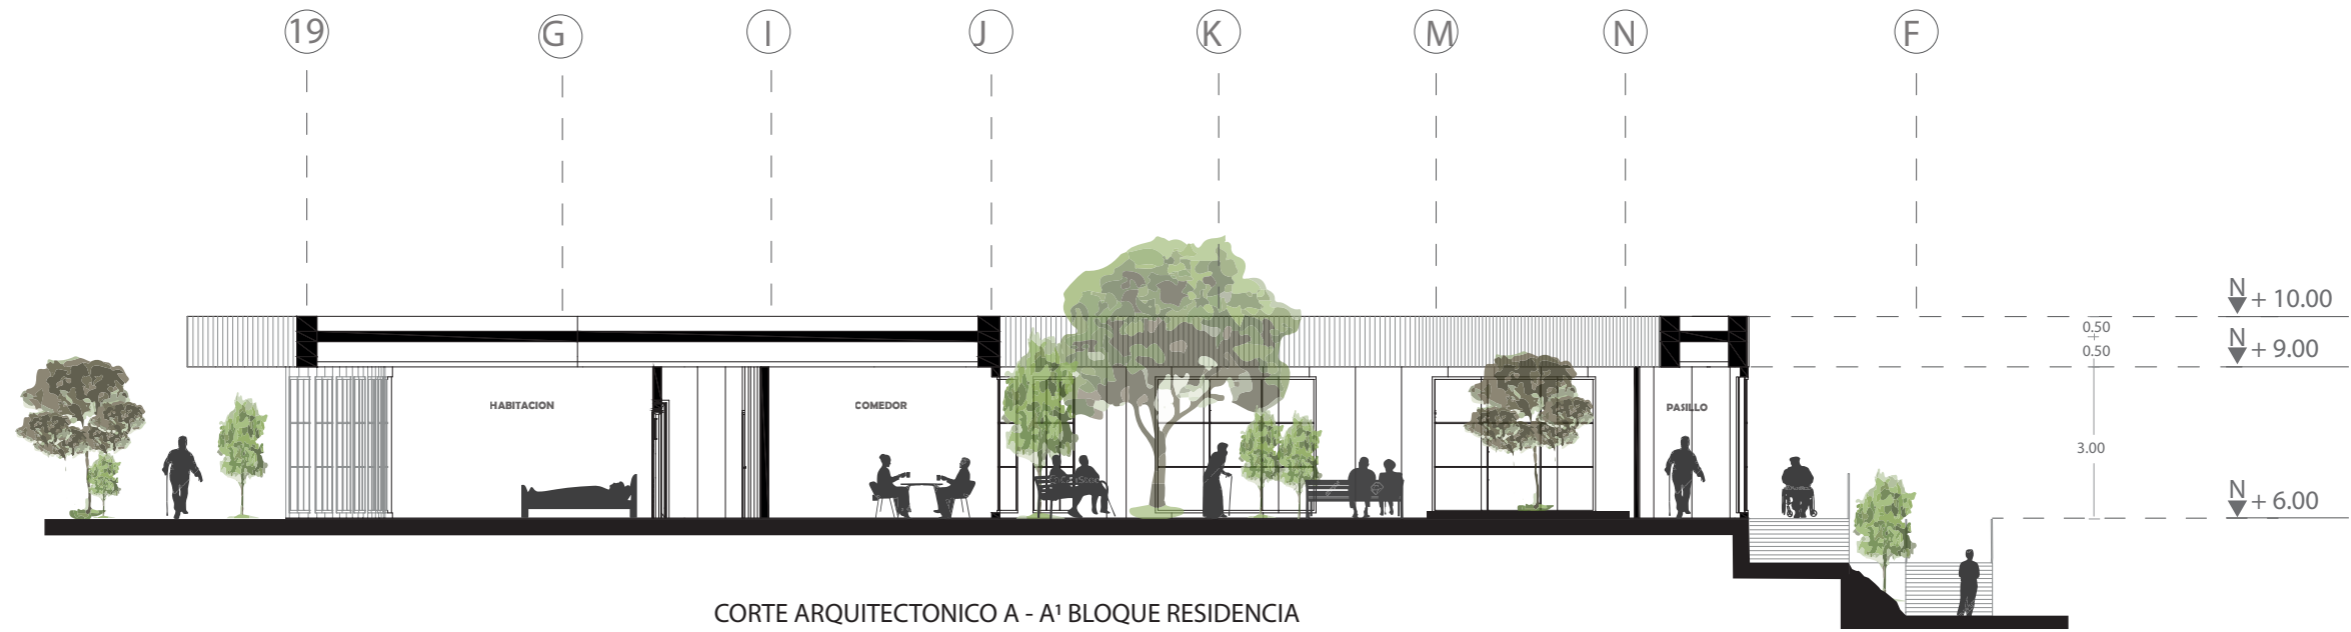 19 G I J K M N F
N
+ 10.00
0.50
N
+ 9.00
0.50
HABITACION COMEDOR PASILLO
3.00
N
+ 6.00
CORTE ARQUITECTONICO A - A¹ BLOQUE RESIDENCIA